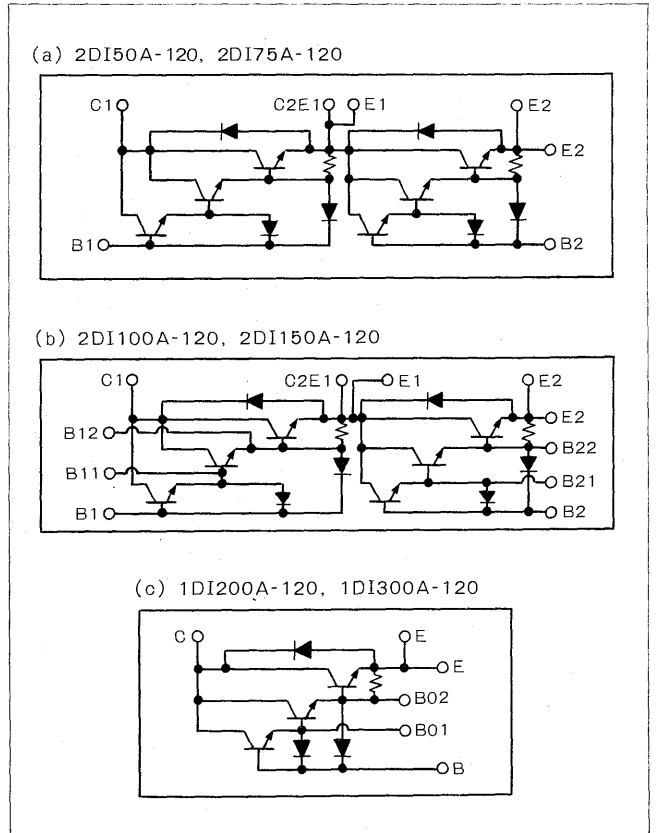 (a) 2DI50A-120, 2DI75A-120
C1 C2E1 E1 E2
E2
B1 B2
(b) 2DI100A-120, 2DI150A-120
C1 C2E1 E1 E2
E2
B12
B22
B11
B21
B1 B2
(c) 1DI200A-120, 1DI300A-120
C E
E
B02
B01
B